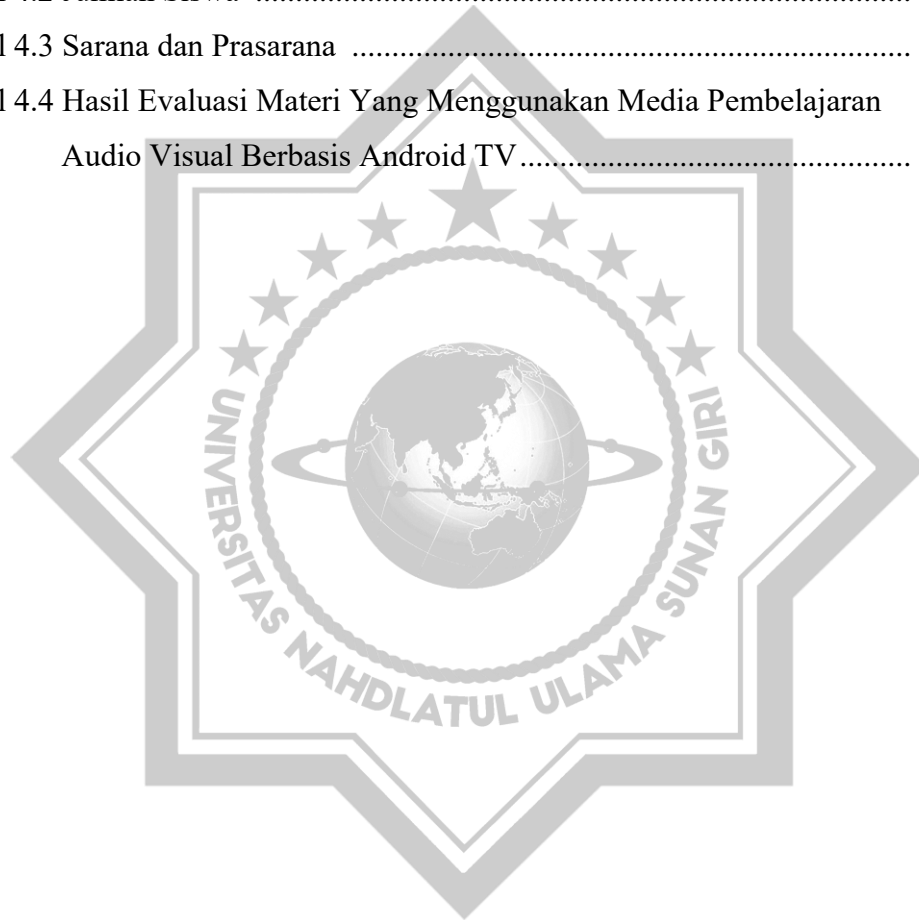 l 4.3 Sarana dan Prasarana ....................................................................
l 4.4 Hasil Evaluasi Materi Yang Menggunakan Media Pembelajaran
Audio Visual Berbasis Android TV ...............................................
UNIVERSITAS NAHDLATUL ULAMA SUNAN GIRI